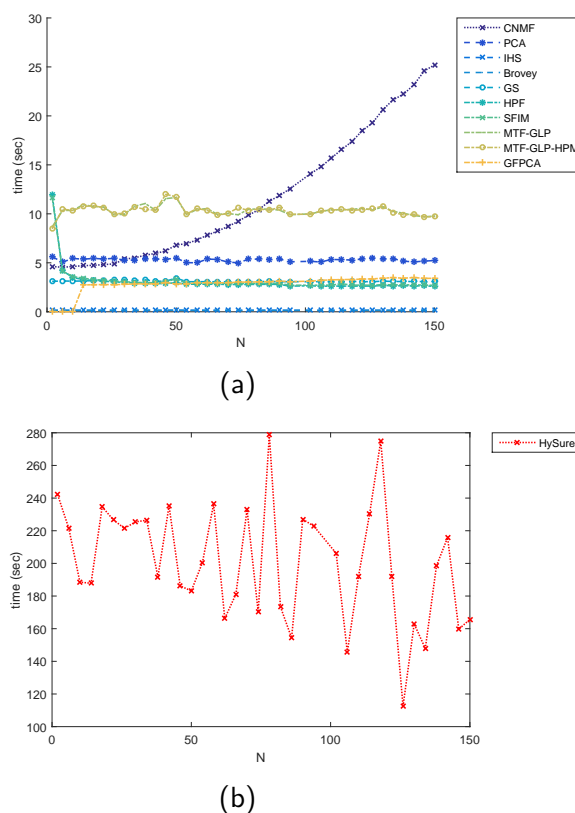 30
25
20
15
10
5
0
time (sec)
0
50
100
150
N
CNMF
PCA
IHS
Brovey
GS
HPF
SFIM
MTF-GLP
MTF-GLP-HPM
GFPCA
(a)
280
260
240
220
200
180
160
140
120
100
time (sec)
0
50
100
150
N
HySure
(b)